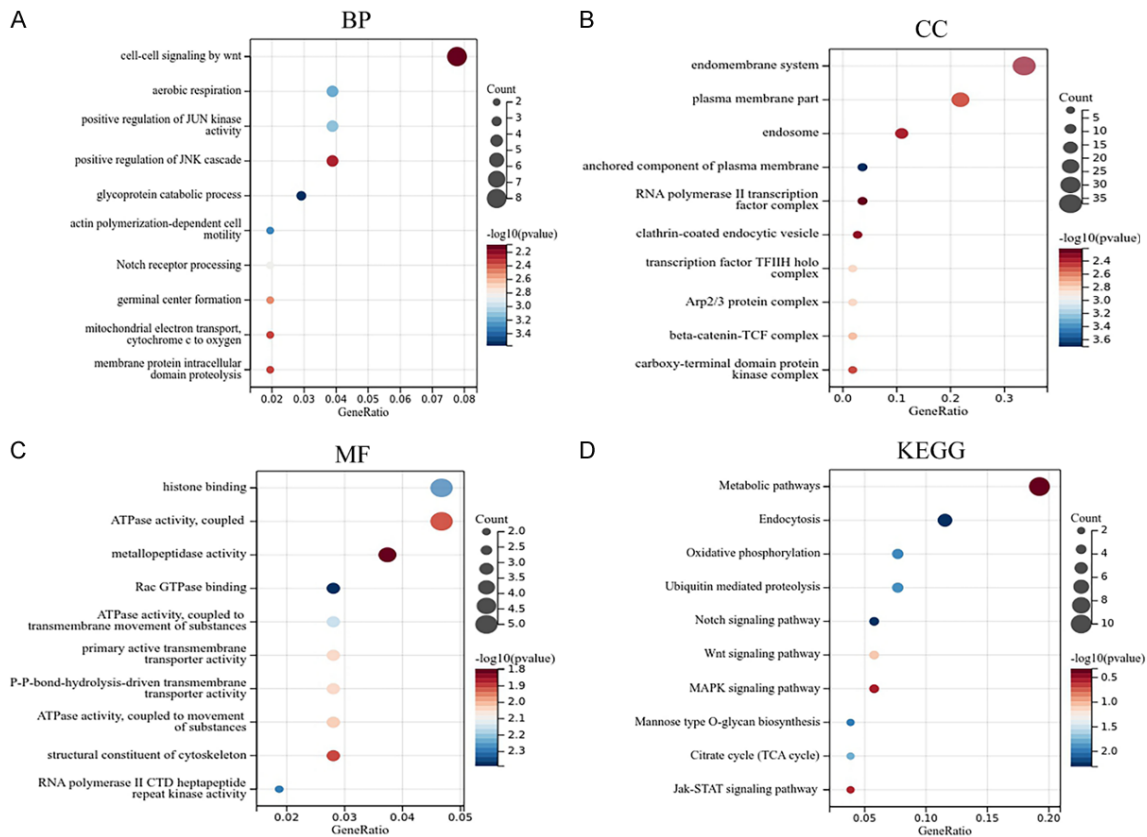 A
BP
cell-cell signaling by wnt
aerobic respiration
positive regulation of JUN kinase
activity
positive regulation of JNK cascade
glycoprotein catabolic process
actin polymerization-dependent cell
motility
Notch receptor processing
germinal center formation
mitochondrial electron transport,
cytochrome c to oxygen
membrane protein intracellular
domain proteolysis
0.02 0.03 0.04 0.05 0.06 0.07 0.08
GeneRatio
Count
2
3
4
5
6
7
8
-log10(pvalue)
2.2
2.4
2.6
2.8
3.0
3.2
3.4
B
CC
endomembrane system
plasma membrane part
endosome
anchored component of plasma membrane
RNA polymerase II transcription
factor complex
clathrin-coated endocytic vesicle
transcription factor TFIIH holo
complex
Arp2/3 protein complex
beta-catenin-TCF complex
carboxy-terminal domain protein
kinase complex
0.0 0.1 0.2 0.3
GeneRatio
Count
5
10
15
20
25
30
35
-log10(pvalue)
2.4
2.6
2.8
3.0
3.2
3.4
3.6
C
MF
histone binding
ATPase activity, coupled
metallopeptidase activity
Rac GTPase binding
ATPase activity, coupled to
transmembrane movement of substances
primary active transmembrane
transporter activity
P-P-bond-hydrolysis-driven transmembrane
transporter activity
ATPase activity, coupled to movement
of substances
structural constituent of cytoskeleton
RNA polymerase II CTD heptapeptide
repeat kinase activity
0.02 0.03 0.04 0.05
GeneRatio
Count
2.0
2.5
3.0
3.5
4.0
4.5
5.0
-log10(pvalue)
1.8
1.9
2.0
2.1
2.2
2.3
D
KEGG
Metabolic pathways
Endocytosis
Oxidative phosphorylation
Ubiquitin mediated proteolysis
Notch signaling pathway
Wnt signaling pathway
MAPK signaling pathway
Mannose type O-glycan biosynthesis
Citrate cycle (TCA cycle)
Jak-STAT signaling pathway
0.05 0.10 0.15 0.20
GeneRatio
Count
2
4
6
8
10
-log10(pvalue)
0.5
1.0
1.5
2.0